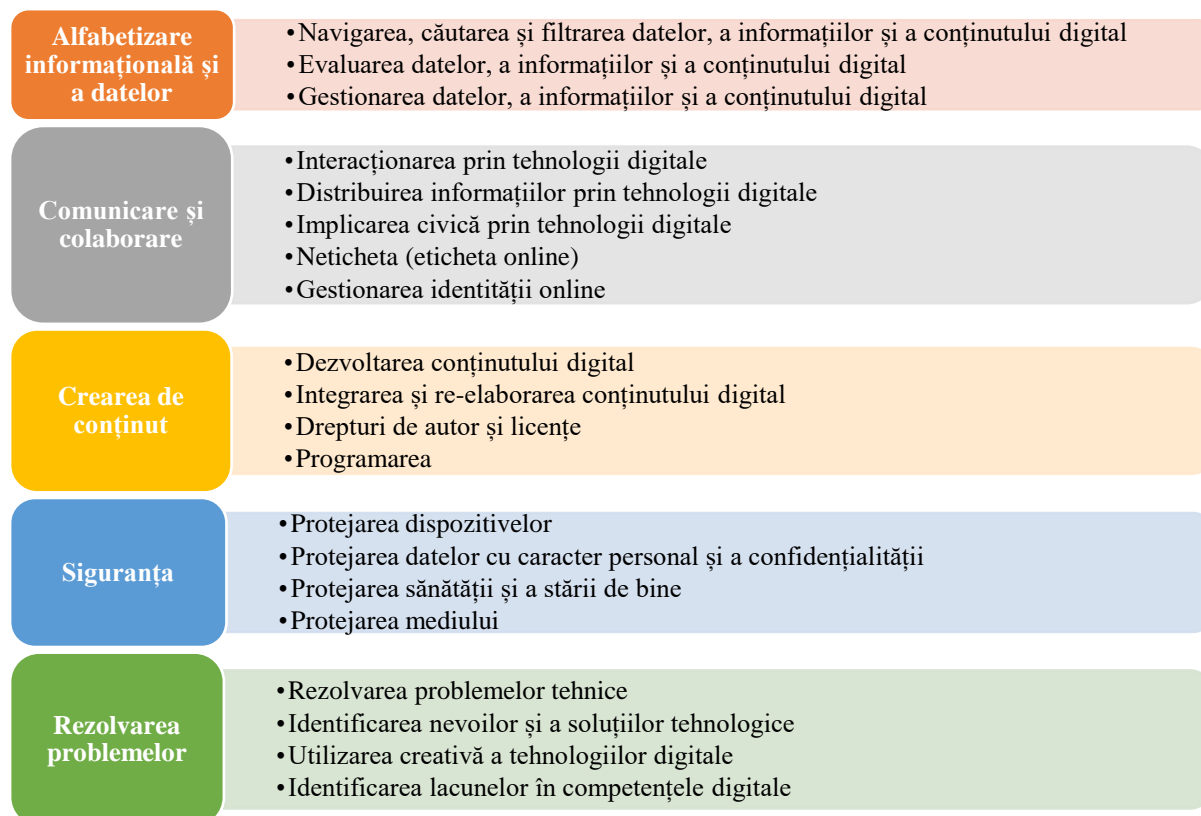 Alfabetizare
informațională și
a datelor
•Navigarea, căutarea și filtrarea datelor, a informațiilor și a conținutului digital
•Evaluarea datelor, a informațiilor și a conținutului digital
•Gestionarea datelor, a informațiilor și a conținutului digital
Comunicare și
colaborare
•Interacționarea prin tehnologii digitale
•Distribuirea informațiilor prin tehnologii digitale
•Implicarea civică prin tehnologii digitale
•Neticheta (eticheta online)
•Gestionarea identității online
Crearea de
conținut
•Dezvoltarea conținutului digital
•Integrarea și re-elaborarea conținutului digital
•Drepturi de autor și licențe
•Programarea
Siguranța
•Protejarea dispozitivelor
•Protejarea datelor cu caracter personal și a confidențialității
•Protejarea sănătății și a stării de bine
•Protejarea mediului
Rezolvarea
problemelor
•Rezolvarea problemelor tehnice
•Identificarea nevoilor și a soluțiilor tehnologice
•Utilizarea creativă a tehnologiilor digitale
•Identificarea lacunelor în competențele digitale